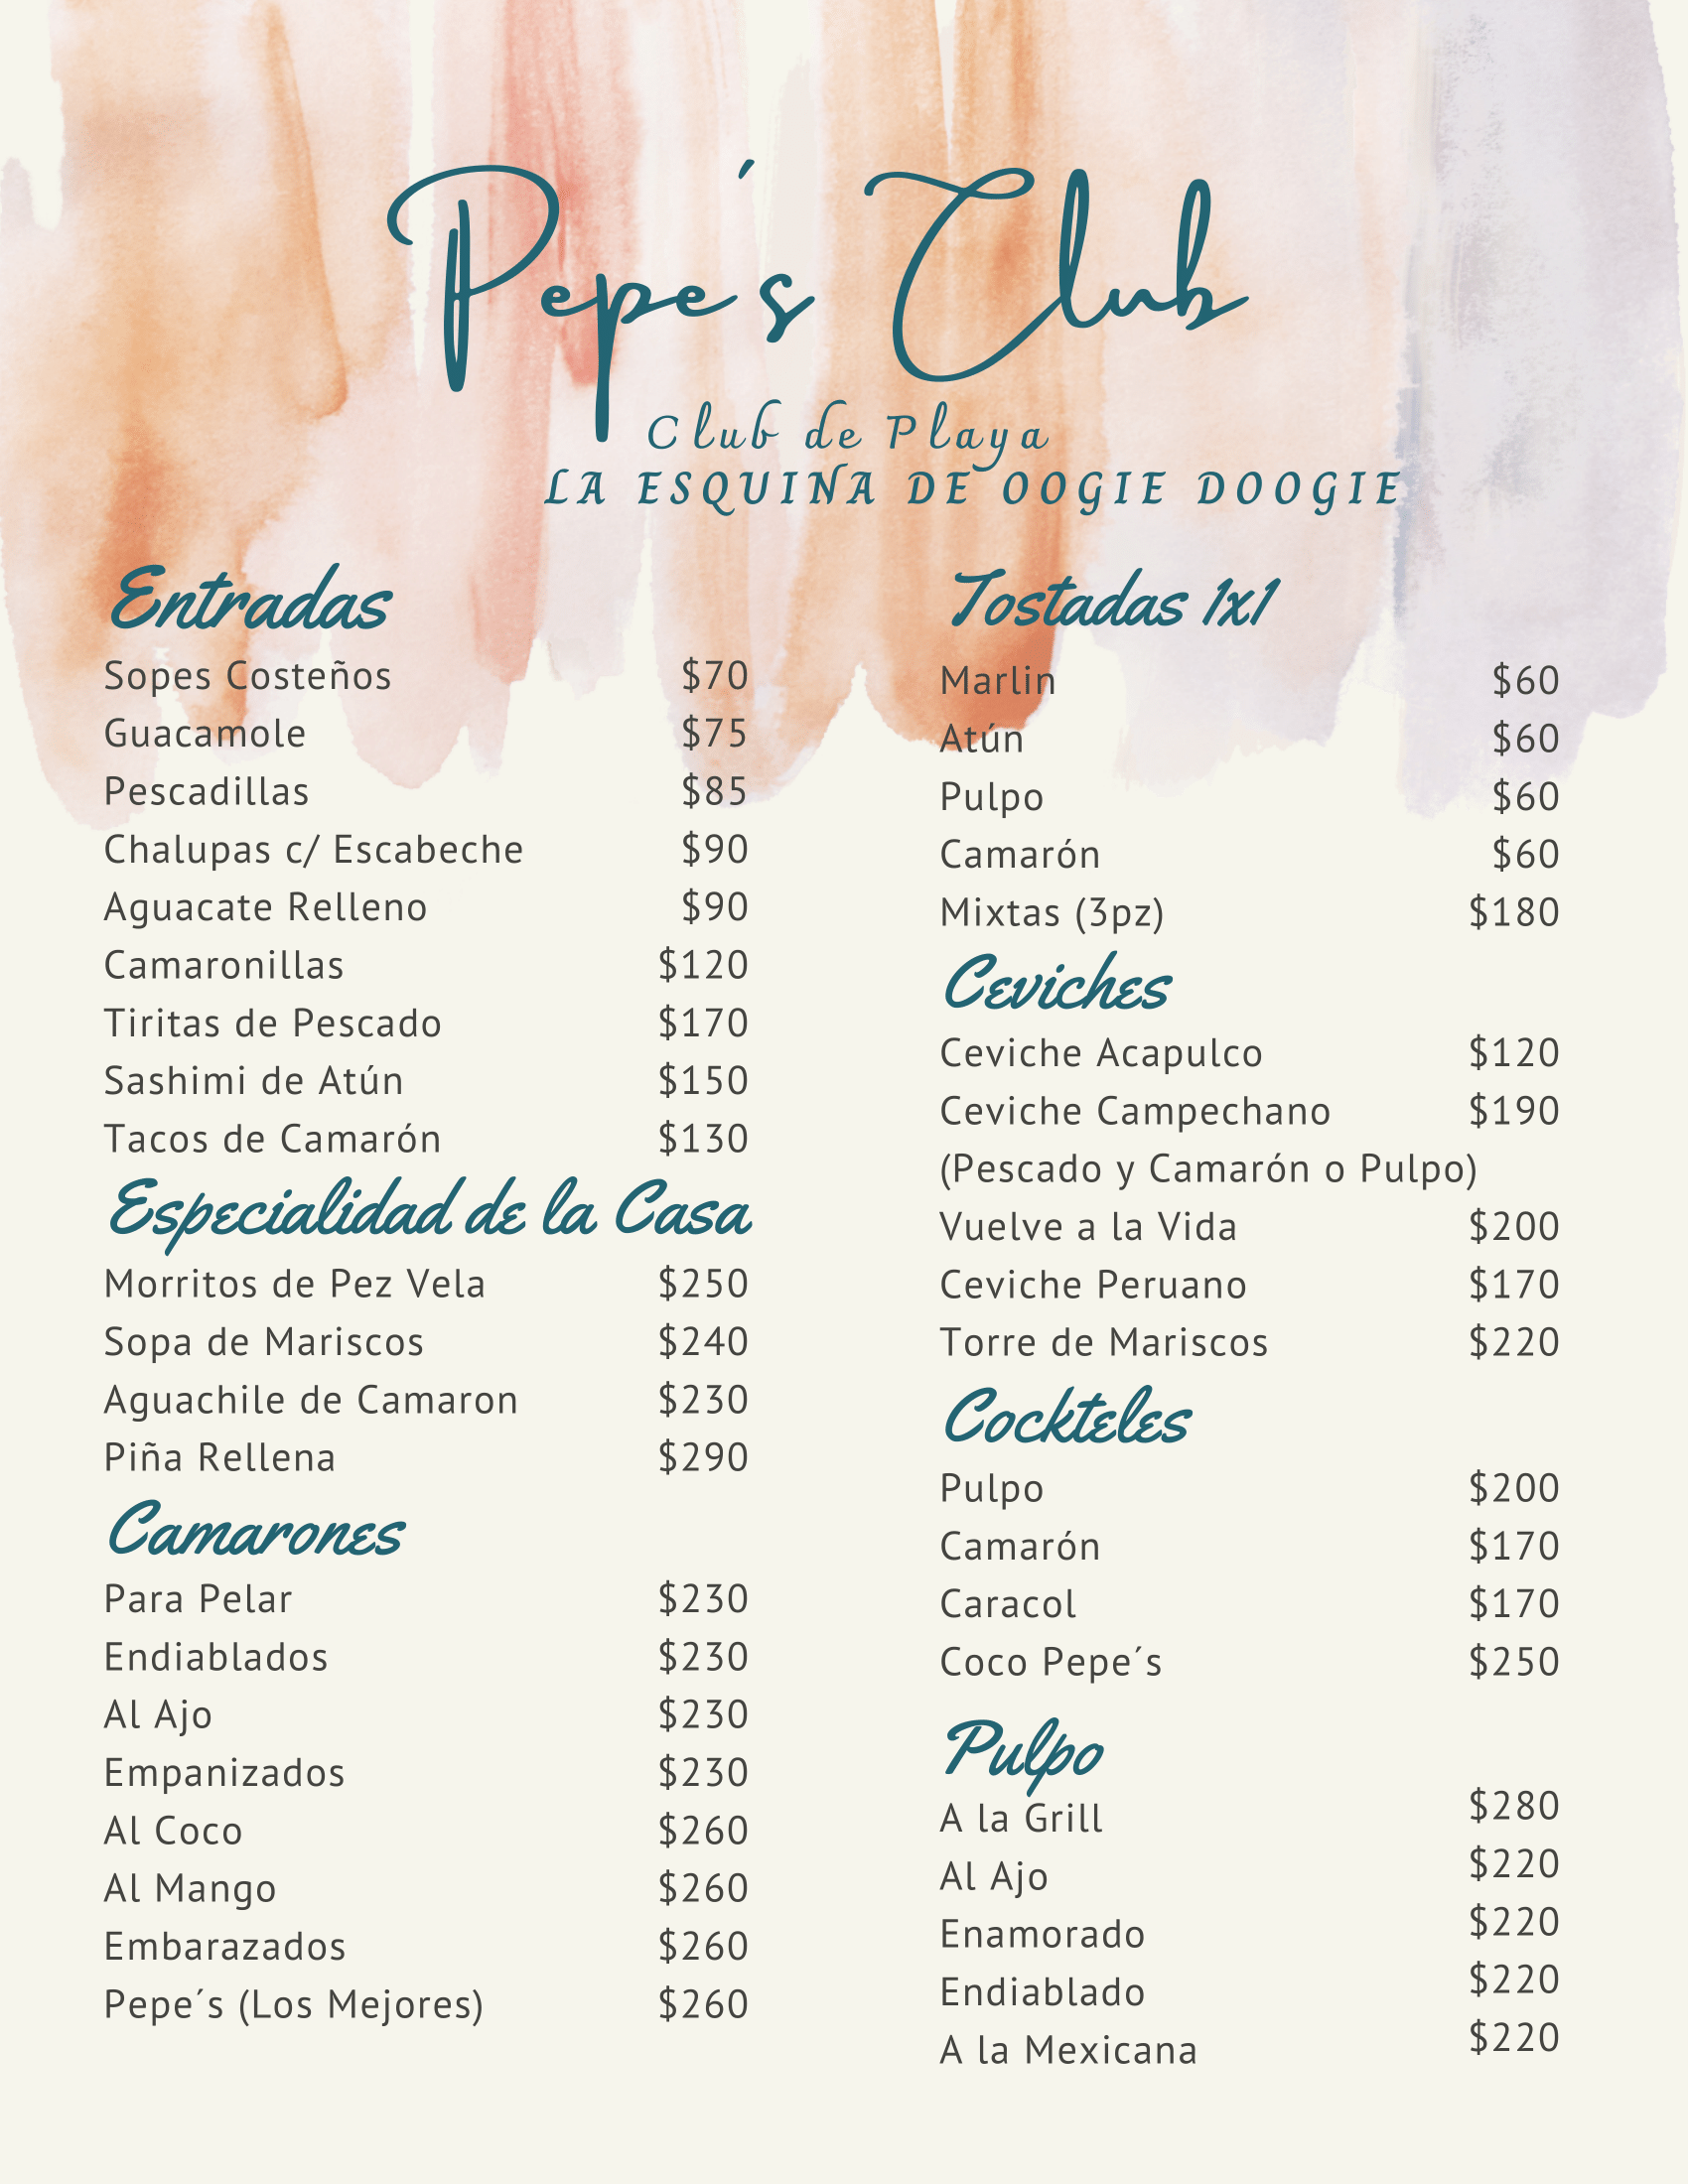 Pepe´s Club
Club de Playa
LA ESQUINA DE OOGIE DOOGIE
Entradas
Sopes Costeños $70
Guacamole $75
Pescadillas $85
Chalupas c/ Escabeche $90
Aguacate Relleno $90
Camaronillas $120
Tiritas de Pescado $170
Sashimi de Atún $150
Tacos de Camarón $130
Especialidad de la Casa
Morritos de Pez Vela $250
Sopa de Mariscos $240
Aguachile de Camaron $230
Piña Rellena $290
Camarones
Para Pelar $230
Endiablados $230
Al Ajo $230
Empanizados $230
Al Coco $260
Al Mango $260
Embarazados $260
Pepe´s (Los Mejores) $260
Tostadas 1x1
Marlin $60
Atún $60
Pulpo $60
Camarón $60
Mixtas (3pz) $180
Ceviches
Ceviche Acapulco $120
Ceviche Campechano $190
(Pescado y Camarón o Pulpo)
Vuelve a la Vida $200
Ceviche Peruano $170
Torre de Mariscos $220
Cockteles
Pulpo $200
Camarón $170
Caracol $170
Coco Pepe´s $250
Pulpo
A la Grill $280
Al Ajo $220
Enamorado $220
Endiablado $220
A la Mexicana $220